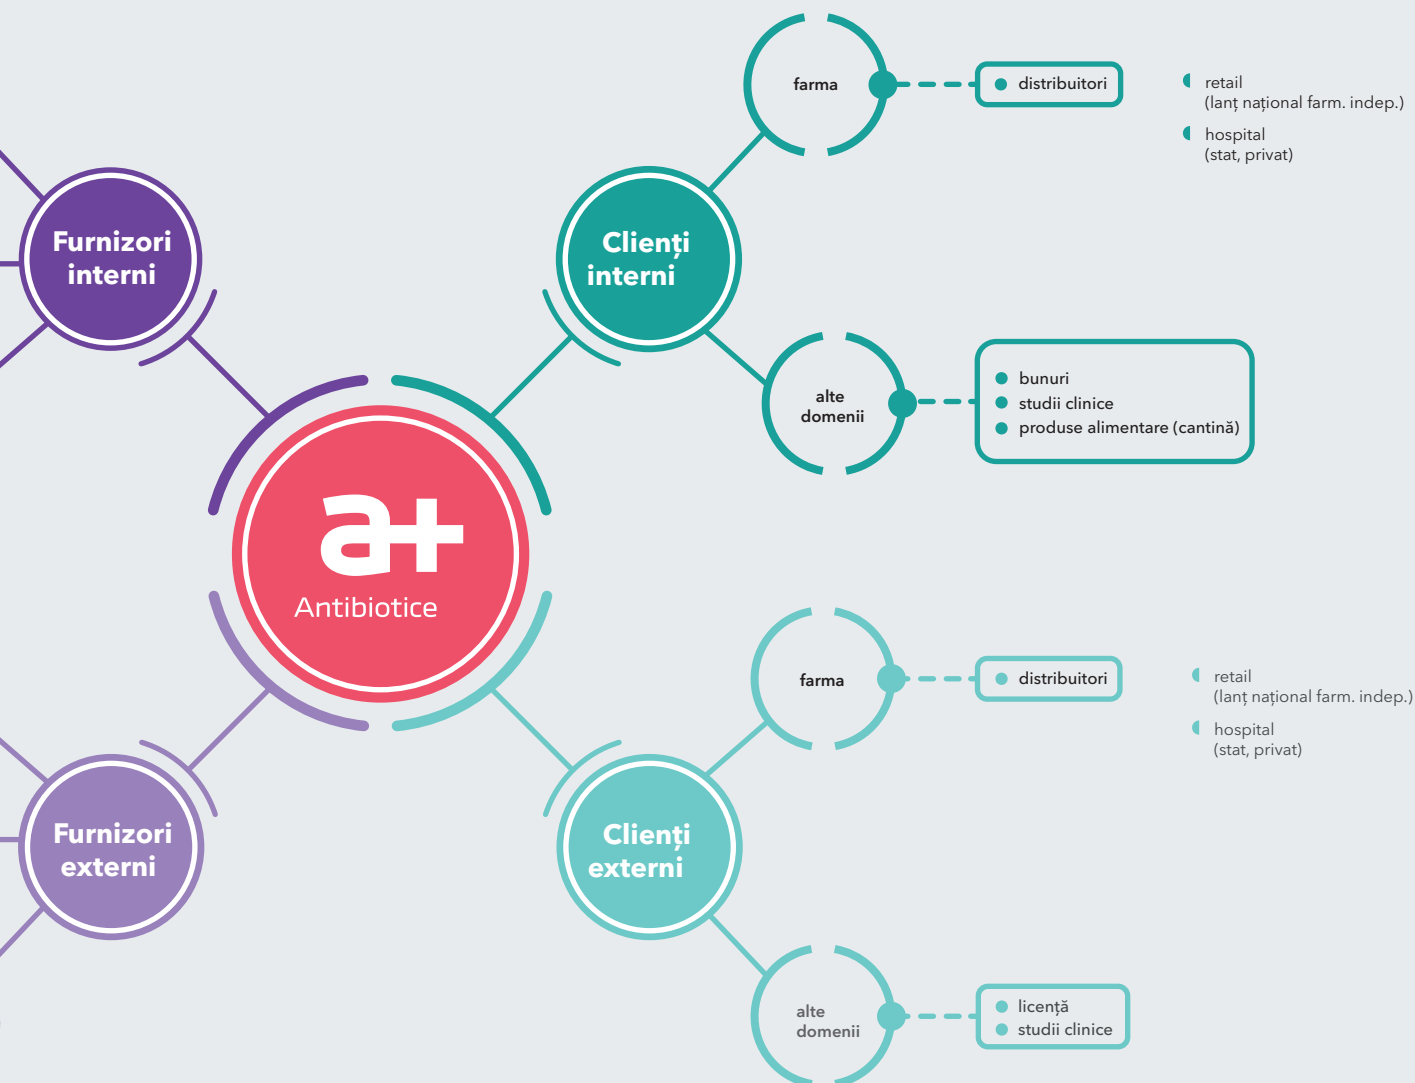 farma
distribuitori
retail
(lanț național farm. indep.)
hospital
(stat, privat)
Furnizori
interni
Clienți
interni
alte
domenii
bunuri
studii clinice
produse alimentare (cantină)
a+
Antibiotice
farma
distribuitori
retail
(lanț național farm. indep.)
hospital
(stat, privat)
Furnizori
externi
Clienți
externi
alte
domenii
licență
studii clinice